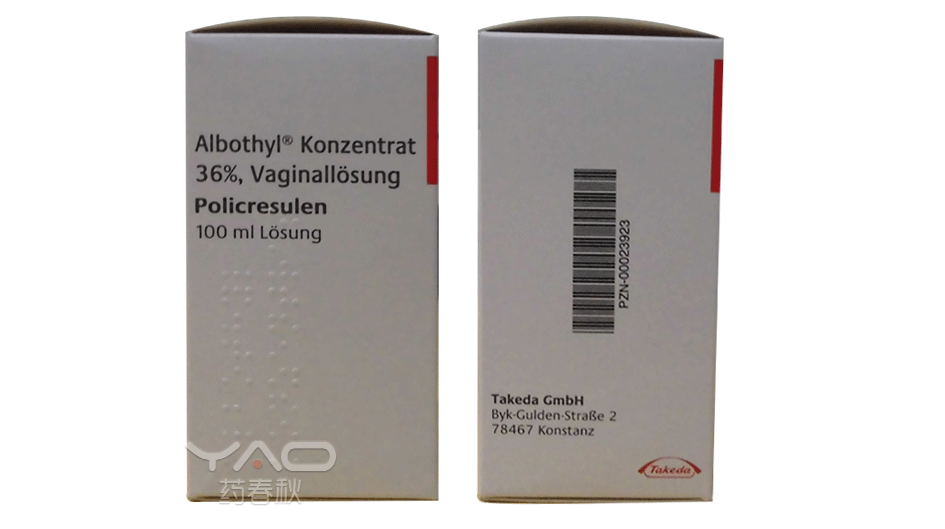 Albothyl® Konzentrat
36%, Vaginallösung
Policresulen
100 ml Lösung
YAO
药春秋
PZN-00023923
Takeda GmbH
Byk-Gulden-Straße 2
78467 Konstanz
Takeda